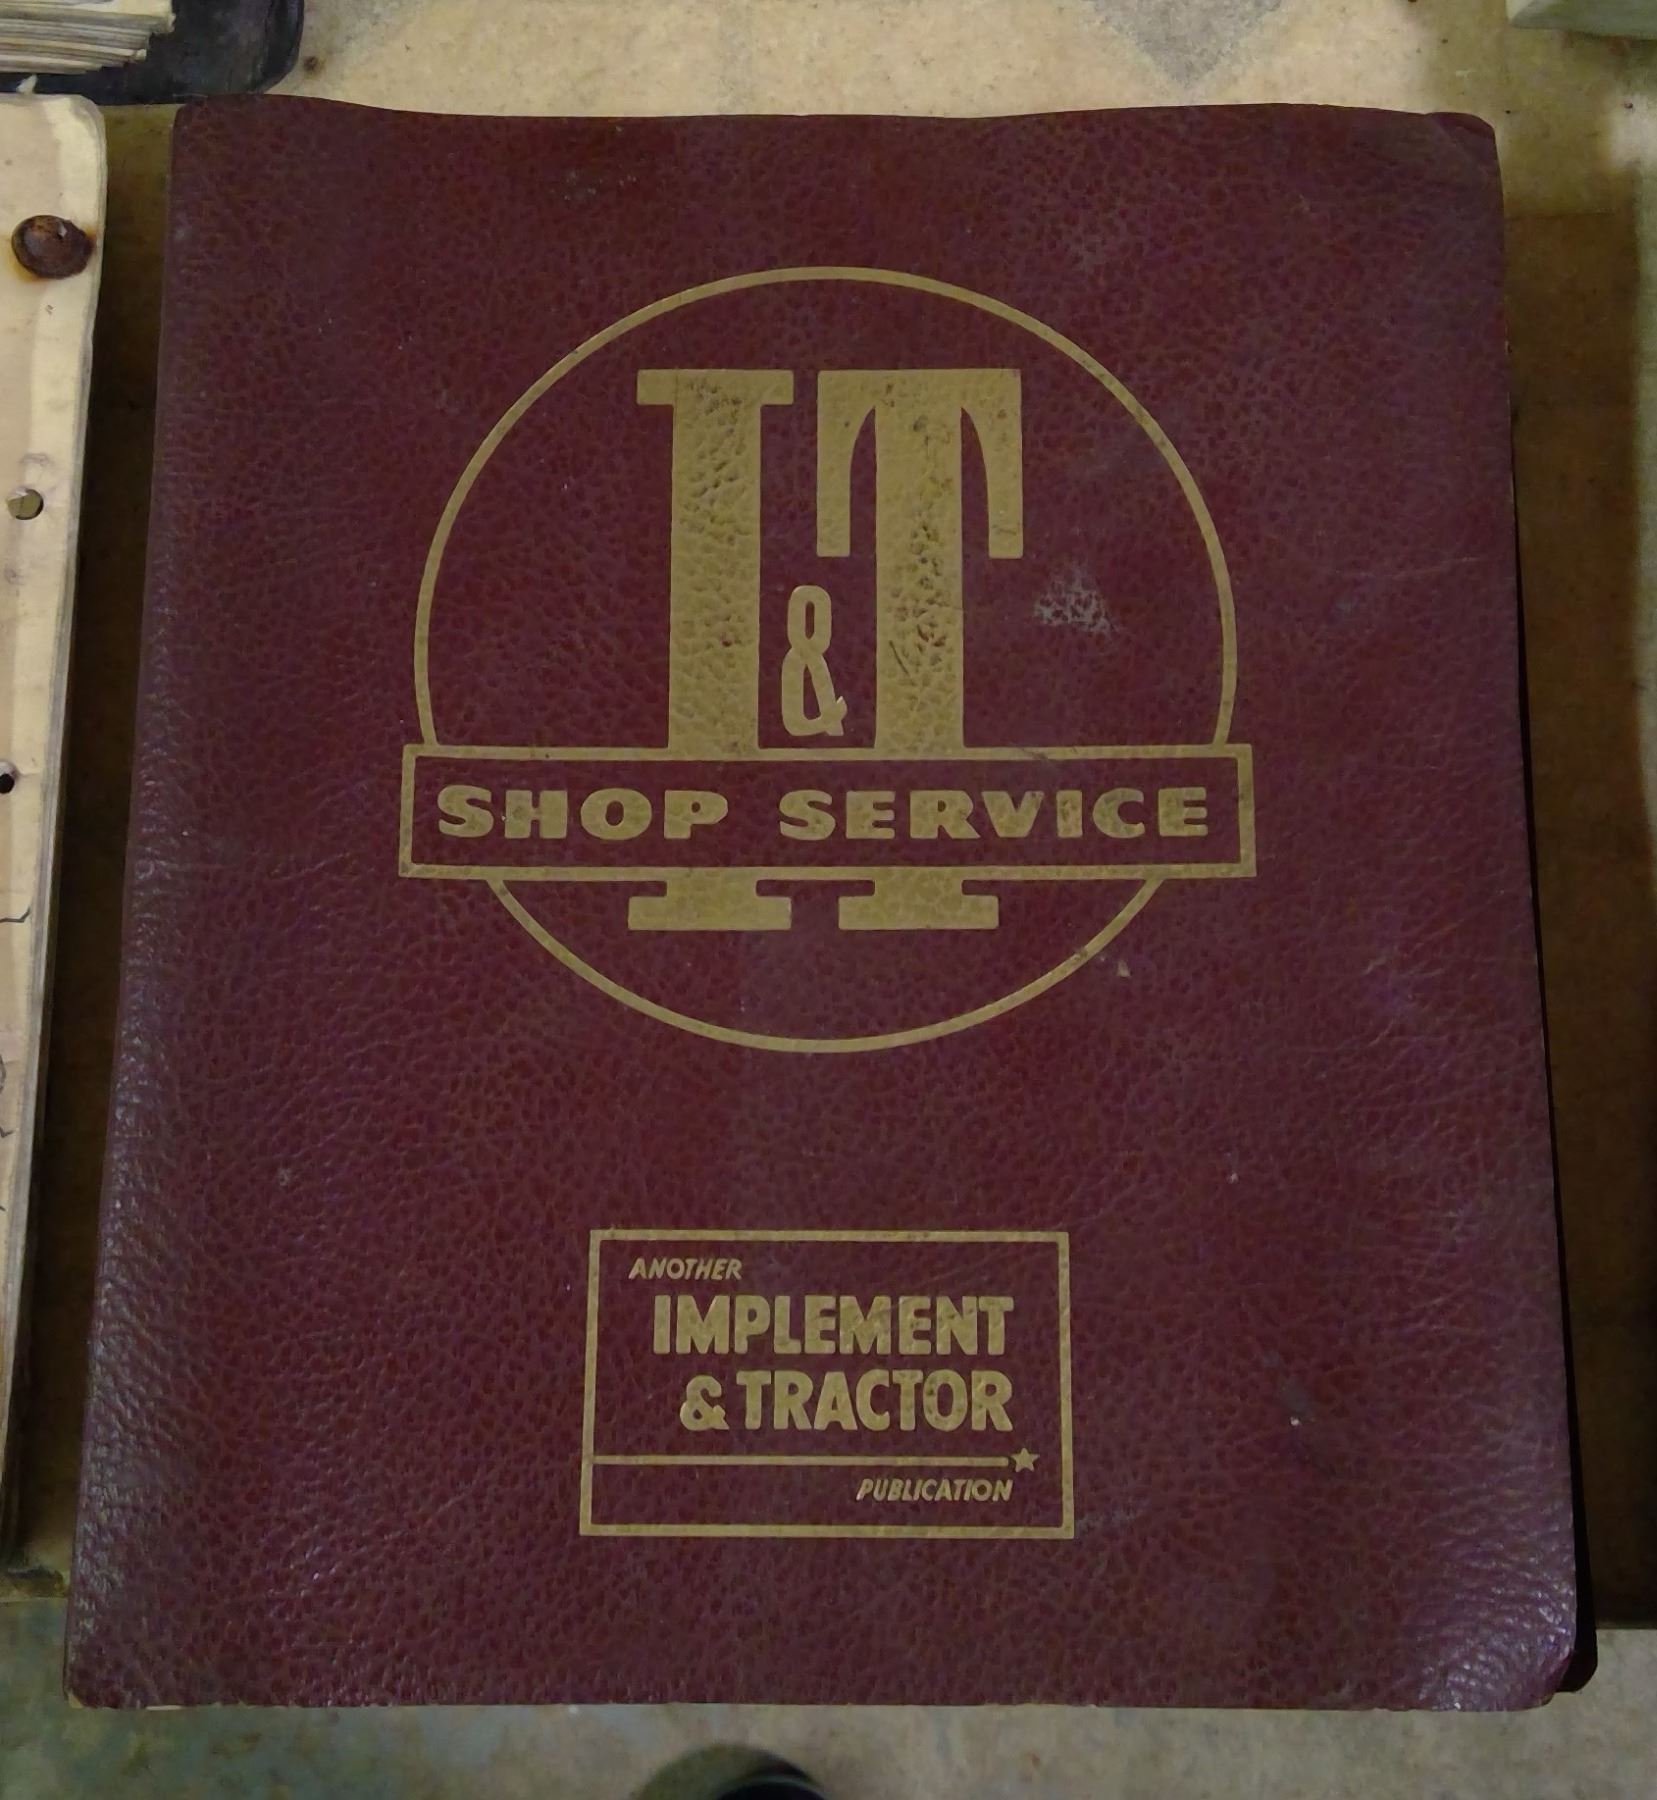 I&T
SHOP SERVICE
ANOTHER
IMPLEMENT
& TRACTOR
PUBLICATION